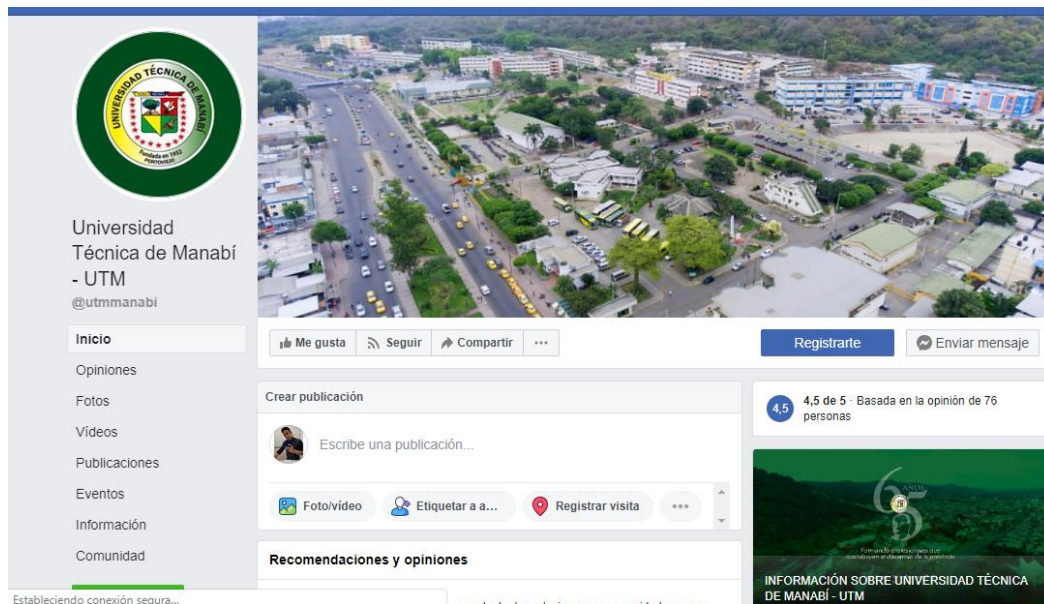 UNIVERSIDAD TÉCNICA DE MANABÍ
Fundada en 1952
PORTOVIEJO
Universidad
Técnica de Manabí
- UTM
@utmmanabi
Inicio
Opiniones
Fotos
Vídeos
Publicaciones
Eventos
Información
Comunidad
Estableciendo conexión segura...
Me gusta
Seguir
Compartir
Registrarte
Enviar mensaje
Crear publicación
Escribe una publicación...
Foto/vídeo
Etiquetar a a...
Registrar visita
Recomendaciones y opiniones
4,5
4,5 de 5 · Basada en la opinión de 76
personas
65
AÑOS
Formando profesionales que
INFORMACIÓN SOBRE UNIVERSIDAD TÉCNICA
DE MANABÍ - UTM